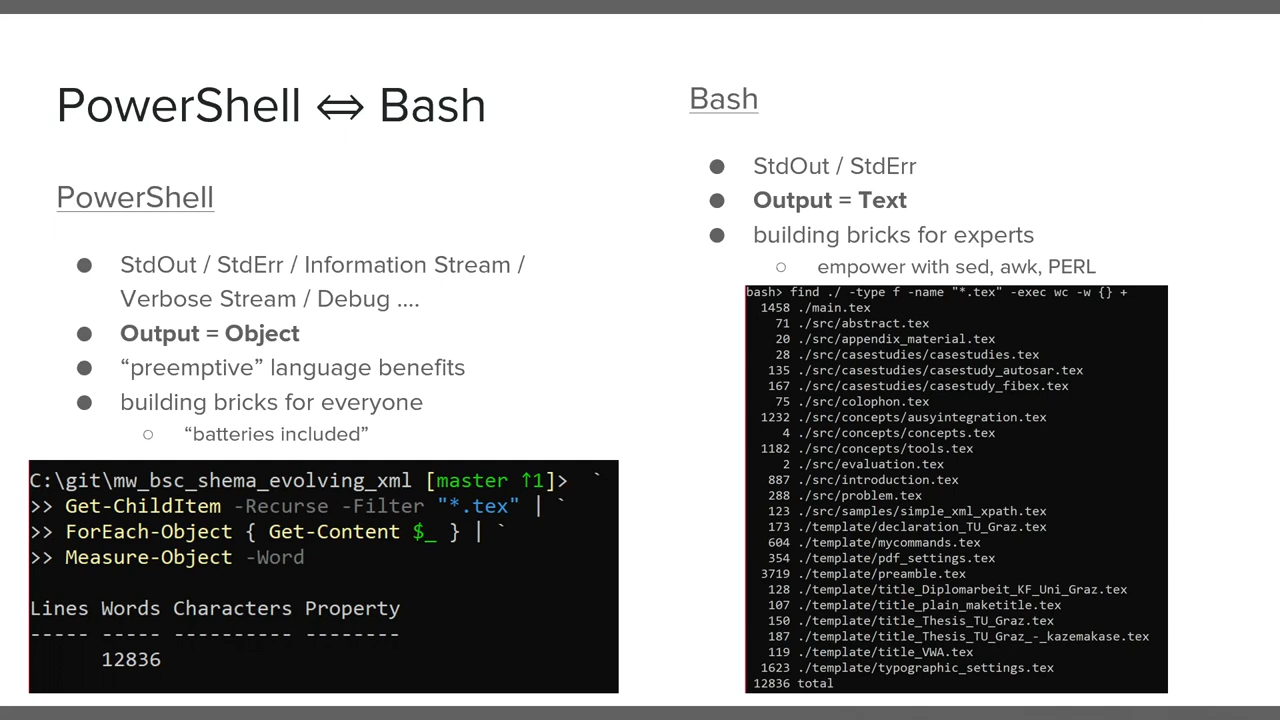 PowerShell ⇔ Bash
PowerShell
● StdOut / StdErr / Information Stream /
Verbose Stream / Debug ....
● Output = Object
● “preemptive” language benefits
● building bricks for everyone
○ “batteries included”
C:\git\mw_bsc_shema_evolving_xml [master ↑1]> `
>> Get-ChildItem -Recurse -Filter "*.tex" | `
>> ForEach-Object { Get-Content $_ } | `
>> Measure-Object -Word
Lines Words Characters Property
----- ----- ---------- --------
12836
Bash
● StdOut / StdErr
● Output = Text
● building bricks for experts
○ empower with sed, awk, PERL
bash> find ./ -type f -name "*.tex" -exec wc -w {} +
1458 ./main.tex
71 ./src/abstract.tex
20 ./src/appendix_material.tex
28 ./src/casestudies/casestudies.tex
135 ./src/casestudies/casestudy_autosar.tex
167 ./src/casestudies/casestudy_fibex.tex
75 ./src/colophon.tex
1232 ./src/concepts/ausyintegration.tex
4 ./src/concepts/concepts.tex
1182 ./src/concepts/tools.tex
2 ./src/evaluation.tex
887 ./src/introduction.tex
288 ./src/problem.tex
123 ./src/samples/simple_xml_xpath.tex
173 ./template/declaration_TU_Graz.tex
604 ./template/mycommands.tex
354 ./template/pdf_settings.tex
3719 ./template/preamble.tex
128 ./template/title_Diplomarbeit_KF_Uni_Graz.tex
107 ./template/title_plain_maketitle.tex
150 ./template/title_Thesis_TU_Graz.tex
187 ./template/title_Thesis_TU_Graz_-_kazemakase.tex
119 ./template/title_VWA.tex
1623 ./template/typographic_settings.tex
12836 total